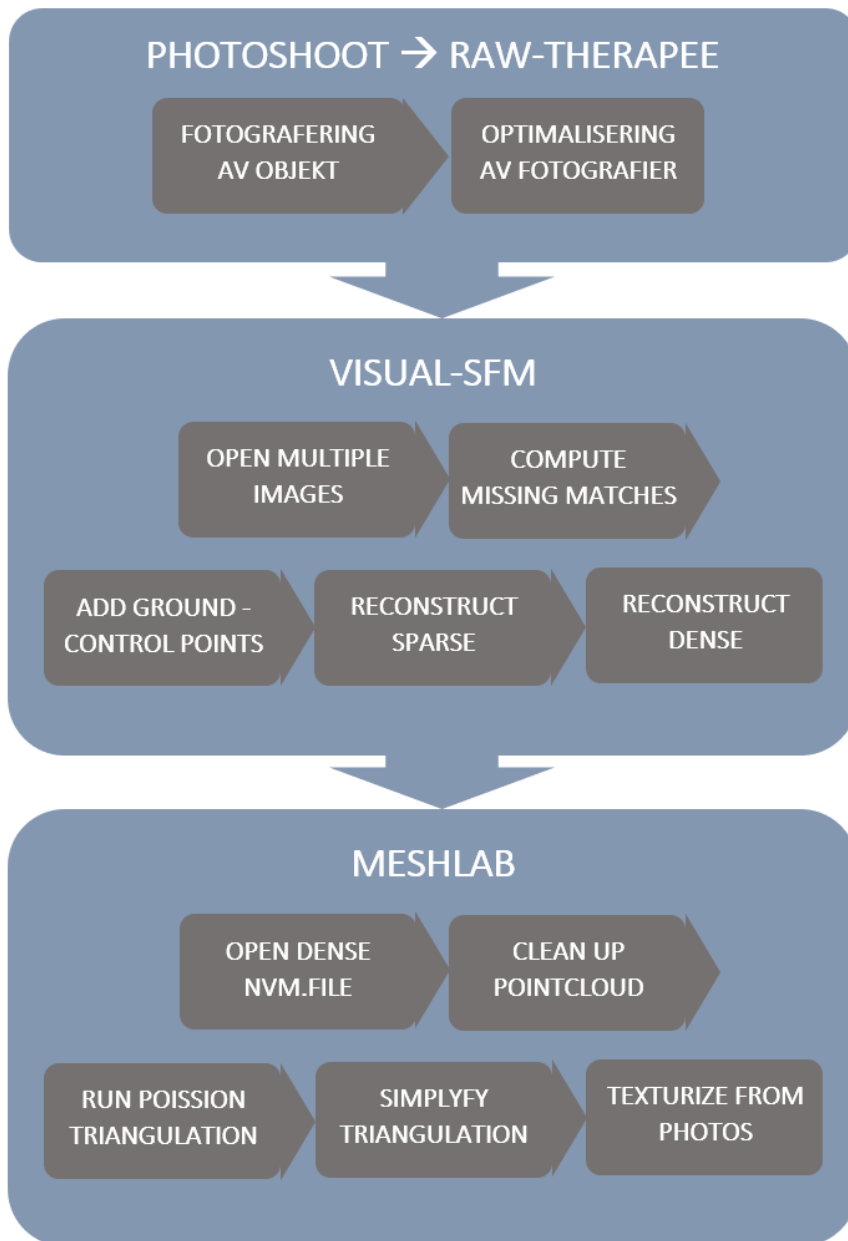 PHOTOSHOOT → RAW-THERAPEE
FOTOGRAFERING
AV OBJEKT
OPTIMALISERING
AV FOTOGRAFIER
VISUAL-SFM
OPEN MULTIPLE
IMAGES
COMPUTE
MISSING MATCHES
ADD GROUND -
CONTROL POINTS
RECONSTRUCT
SPARSE
RECONSTRUCT
DENSE
MESHLAB
OPEN DENSE
NVM.FILE
CLEAN UP
POINTCLOUD
RUN POISSION
TRIANGULATION
SIMPLYFY
TRIANGULATION
TEXTURIZE FROM
PHOTOS